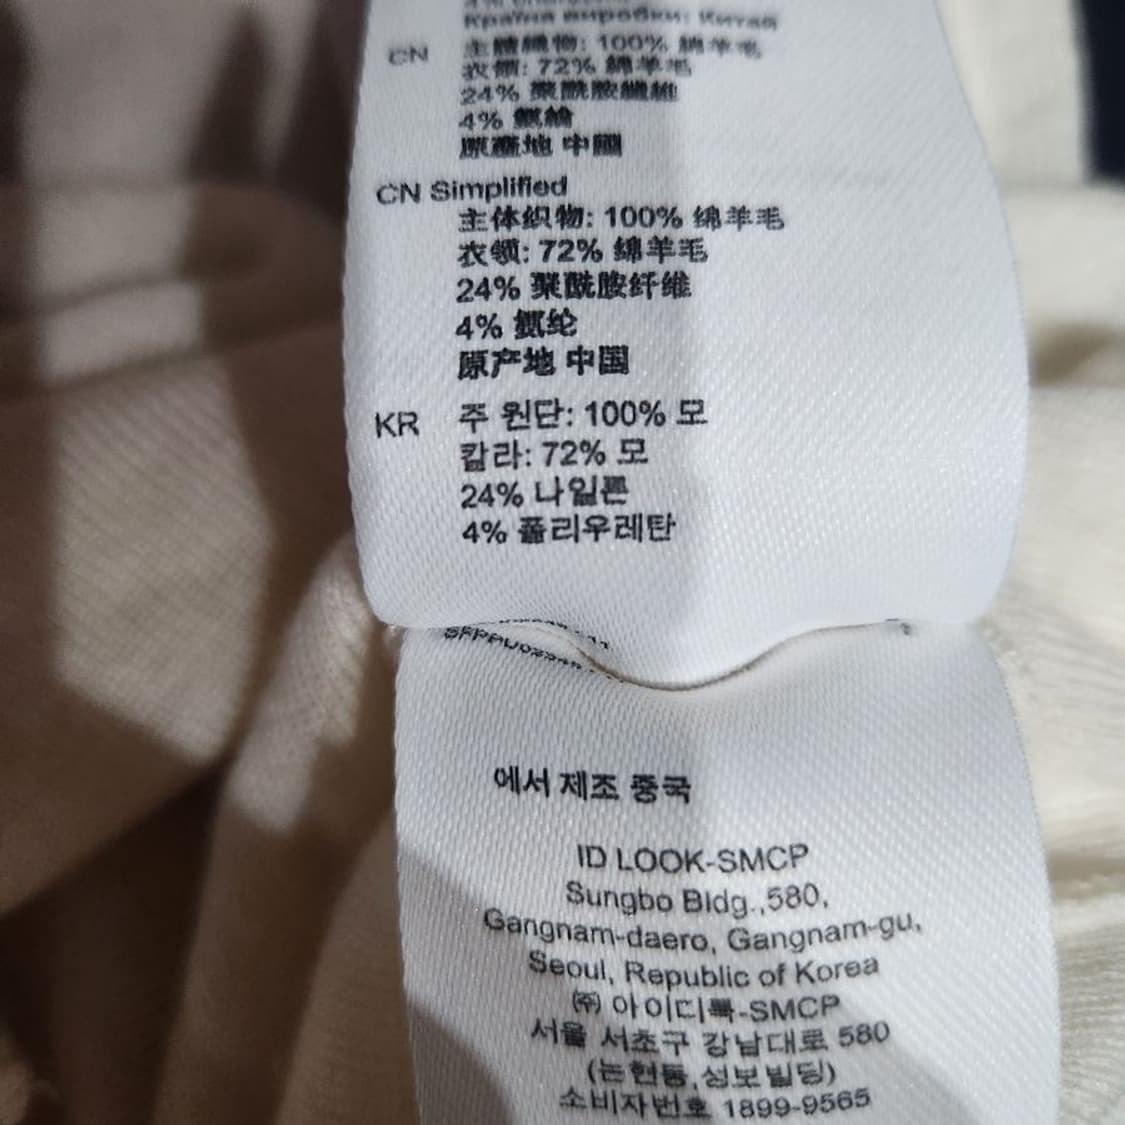 Країна виробки: Китай
CN 主體織物: 100% 綿羊毛
衣領: 72% 綿羊毛
24% 聚酰胺纖維
4% 氨綸
原產地 中國
CN Simplified
主体织物: 100% 绵羊毛
衣领: 72% 绵羊毛
24% 聚酰胺纤维
4% 氨纶
原产地 中国
KR 주 원단: 100% 모
칼라: 72% 모
24% 나일론
4% 폴리우레탄
에서 제조 중국
ID LOOK-SMCP
Sungbo Bldg.,580,
Gangnam-daero, Gangnam-gu,
Seoul, Republic of Korea
㈜ 아이디룩-SMCP
서울 서초구 강남대로 580
(논현동,성보빌딩)
소비자번호 1899-9565